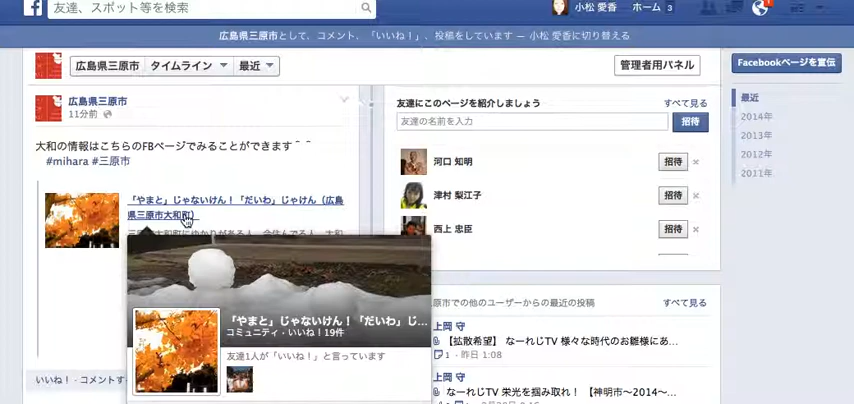 友達、スポット等を検索
小松 愛香
ホーム 3
広島県三原市として、コメント、「いいね！」、投稿をしています － 小松 愛香に切り替える
広島県三原市
タイムライン
最近
管理者用パネル
Facebookページを宣伝
最近
2014年
2013年
2012年
2011年
広島県三原市
11分前
大和の情報はこちらのFBページでみることができます＾＾
#mihara #三原市
「やまと」じゃないけん！「だいわ」じゃけん（広島
県三原市大和町）
「やまと」じゃないけん！「だいわ」じ...
コミュニティ・いいね！19件
友達1人が「いいね！」と言っています
いいね！・コメントす
友達にこのページを紹介しましょう
すべて見る
友達の名前を入力
招待
河口 知明
招待
津村 梨江子
招待
西上 忠臣
招待
原市での他のユーザーからの最近の投稿
すべて見る
上岡 守
【拡散希望】 なーれじTV 様々な時代のお雛様にあ...
1・昨日 1:08
上岡 守
なーれじTV 栄光を掴み取れ！ 【神明市～2014～...